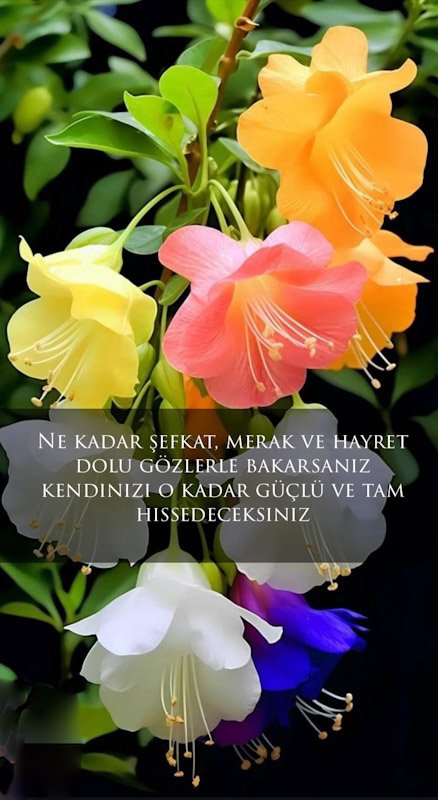 NE KADAR ŞEFKAT, MERAK VE HAYRET
DOLU GÖZLERLE BAKARSANIZ
KENDINIZI O KADAR GÜÇLÜ VE TAM
HISSEDECEKSINIZ